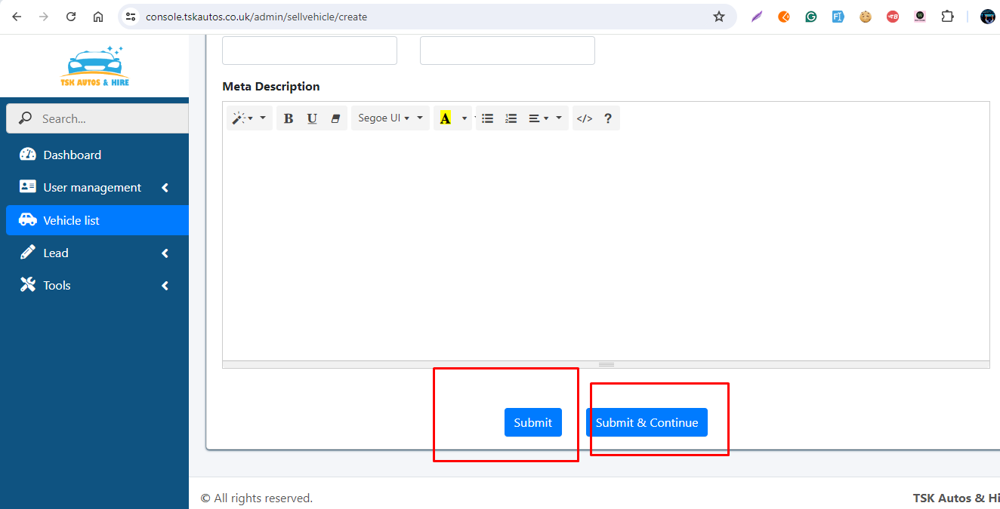 console.tskautos.co.uk/admin/sellvehicle/create
TSK AUTOS & HIRE
Search...
Dashboard
User management
Vehicle list
Lead
Tools
Meta Description
B U Segoe UI A </> ?
Submit Submit & Continue
© All rights reserved. TSK Autos & Hi